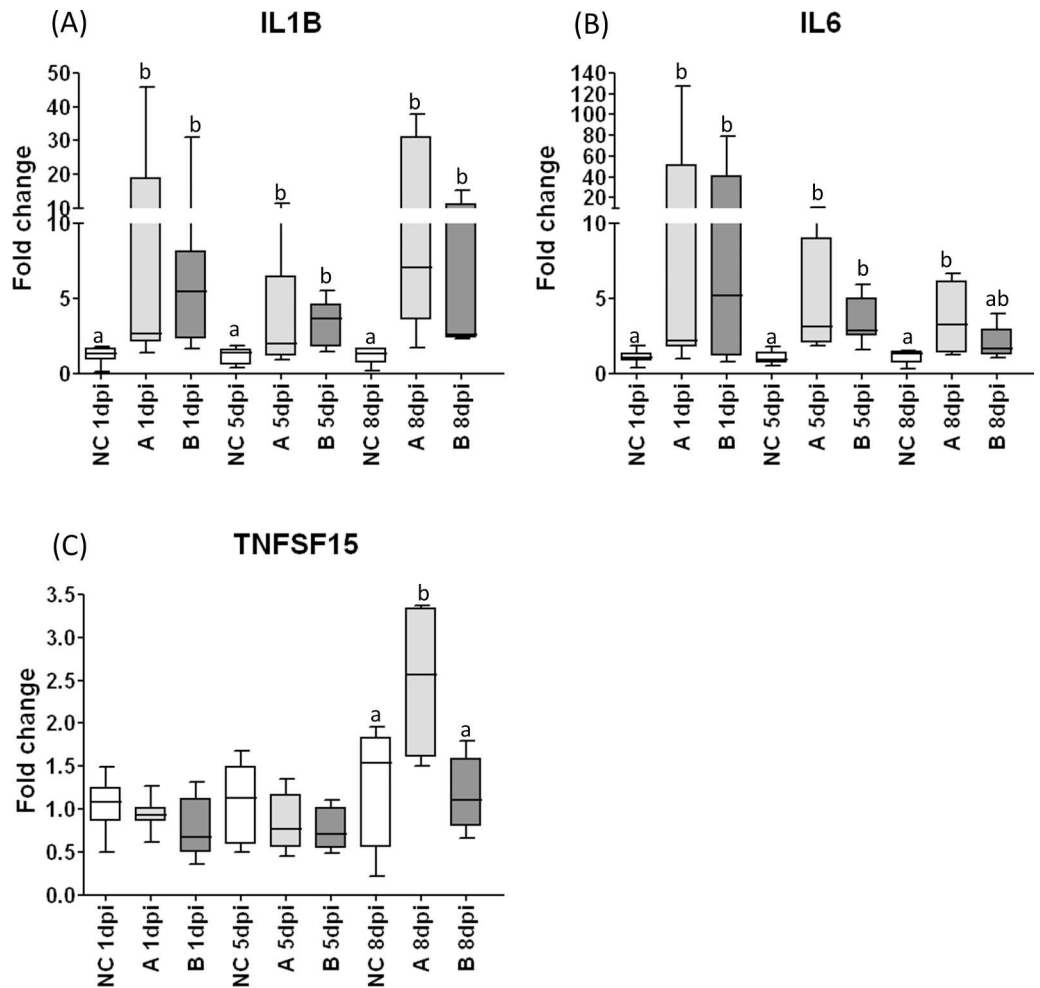 (A)
IL1B
Fold change
50
40
30
20
10
10
5
0
a
b
b
a
b
b
a
b
b
NC 1dpi
A 1dpi
B 1dpi
NC 5dpi
A 5dpi
B 5dpi
NC 8dpi
A 8dpi
B 8dpi
(B)
IL6
Fold change
140
120
100
80
60
40
20
10
5
0
a
b
b
a
b
b
a
b
ab
NC 1dpi
A 1dpi
B 1dpi
NC 5dpi
A 5dpi
B 5dpi
NC 8dpi
A 8dpi
B 8dpi
(C)
TNFSF15
Fold change
3.5
3.0
2.5
2.0
1.5
1.0
0.5
0.0
a
b
a
NC 1dpi
A 1dpi
B 1dpi
NC 5dpi
A 5dpi
B 5dpi
NC 8dpi
A 8dpi
B 8dpi